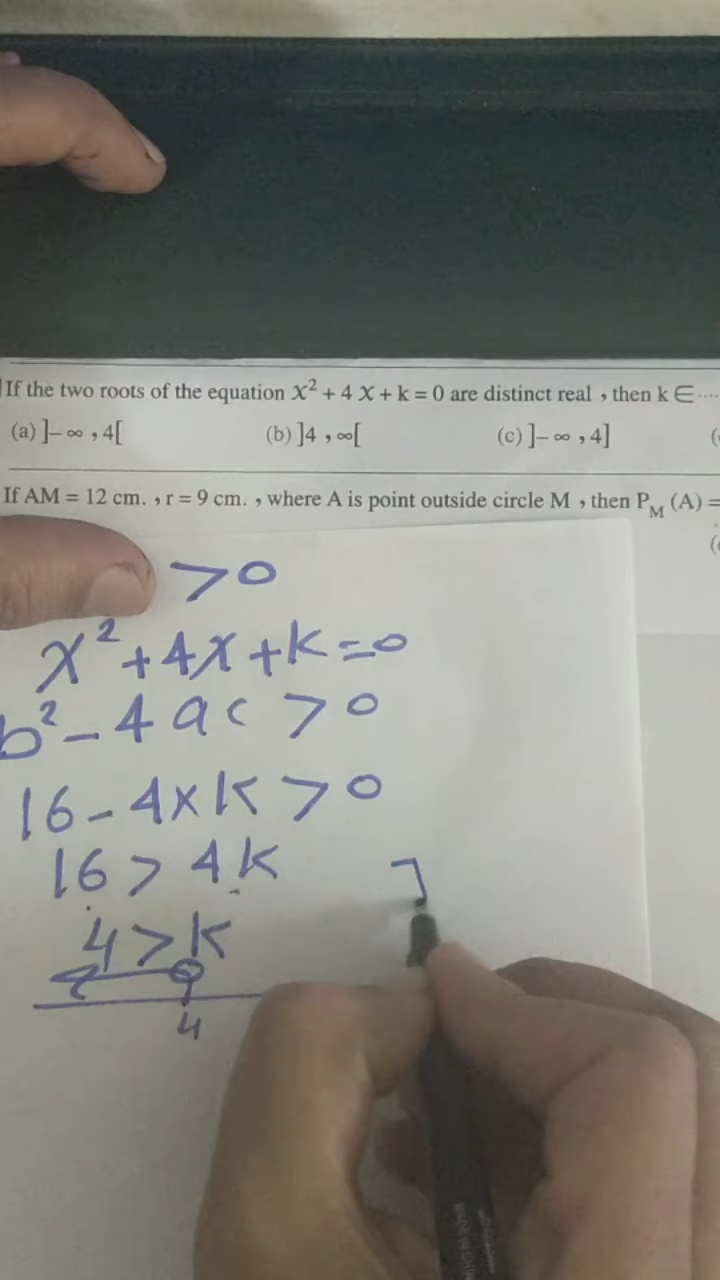 If the two roots of the equation x² + 4 x + k = 0 are distinct real , then k ∈ ····
(a) ]– ∞ , 4[ (b) ]4 , ∞[ (c) ]– ∞ , 4] (
If AM = 12 cm. , r = 9 cm. , where A is point outside circle M , then P_M (A) =
(
> 0
x² + 4x + k = 0
b² - 4 a c > 0
16 - 4 x k > 0
16 > 4 k
]
4 > k
4